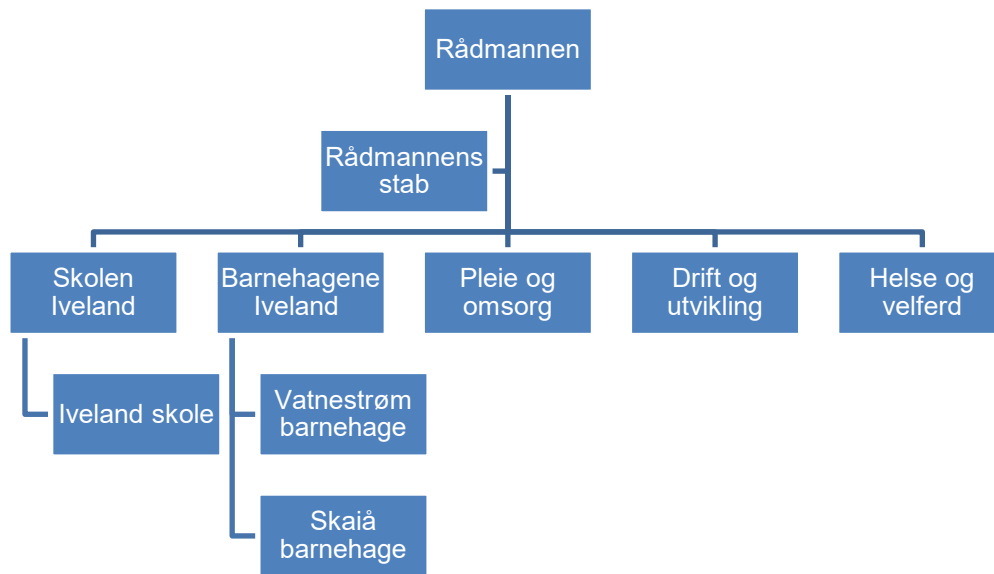 Rådmannen
Rådmannens
stab
Skolen
Iveland
Barnehagene
Iveland
Pleie og
omsorg
Drift og
utvikling
Helse og
velferd
Iveland skole
Vatnestrøm
barnehage
Skaiå
barnehage